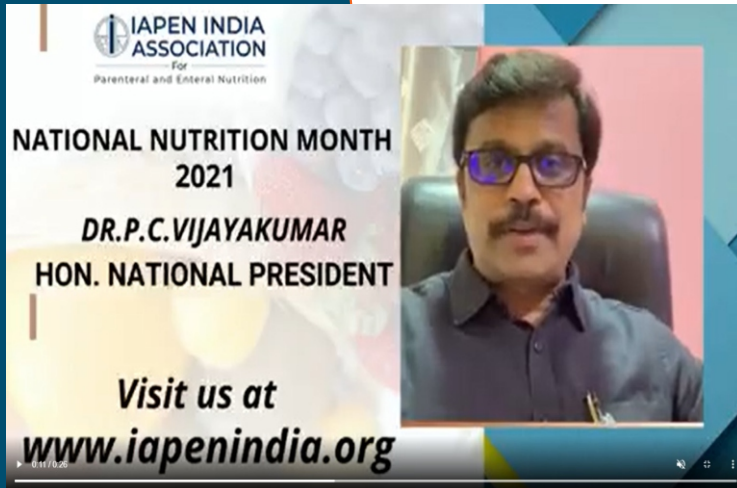 IAPEN INDIA
ASSOCIATION
For
Parenteral and Enteral Nutrition
NATIONAL NUTRITION MONTH
2021
DR.P.C.VIJAYAKUMAR
HON. NATIONAL PRESIDENT
Visit us at
www.iapenindia.org
0:11 / 0:26